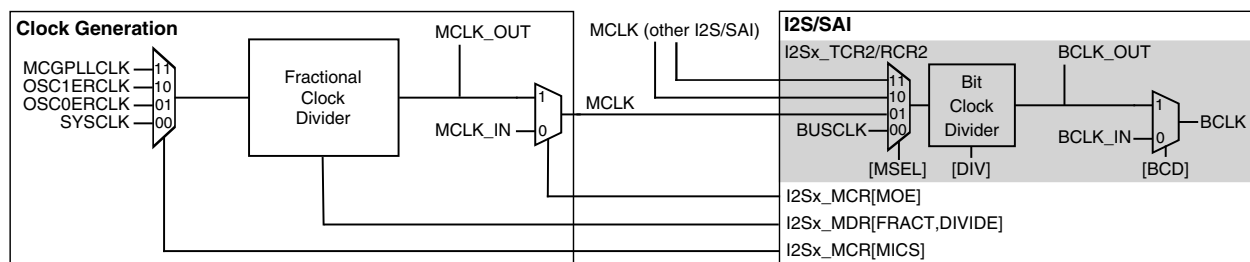 Clock Generation
MCGPLLCLK
OSC1ERCLK
OSC0ERCLK
SYSCLK
11
10
01
00
Fractional
Clock
Divider
MCLK_OUT
MCLK_IN
1
0
MCLK
MCLK (other I2S/SAI)
I2S/SAI
I2Sx_TCR2/RCR2
BUSCLK
11
10
01
00
[MSEL]
Bit
Clock
Divider
[DIV]
BCLK_OUT
BCLK_IN
1
0
[BCD]
BCLK
I2Sx_MCR[MOE]
I2Sx_MDR[FRACT,DIVIDE]
I2Sx_MCR[MICS]